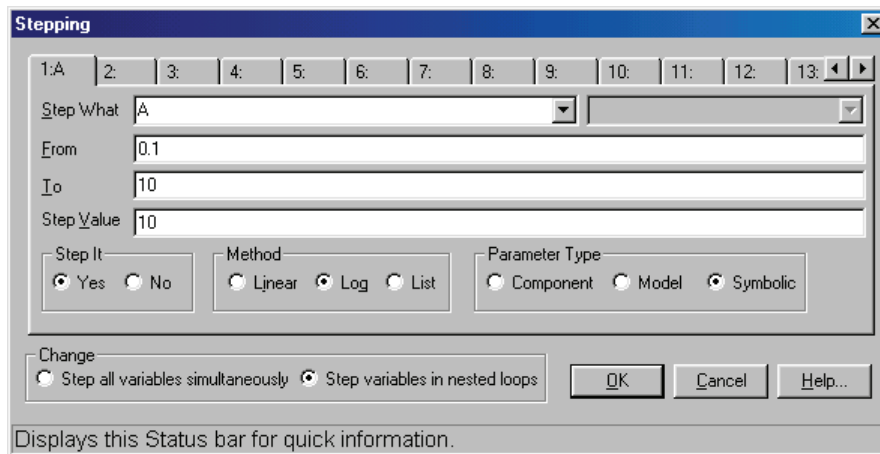 Stepping
1:A 2: 3: 4: 5: 6: 7: 8: 9: 10: 11: 12: 13:
Step What A
From 0.1
To 10
Step Value 10
Step It Method Parameter Type
Yes No Linear Log List Component Model Symbolic
Change
Step all variables simultaneously Step variables in nested loops OK Cancel Help...
Displays this Status bar for quick information.